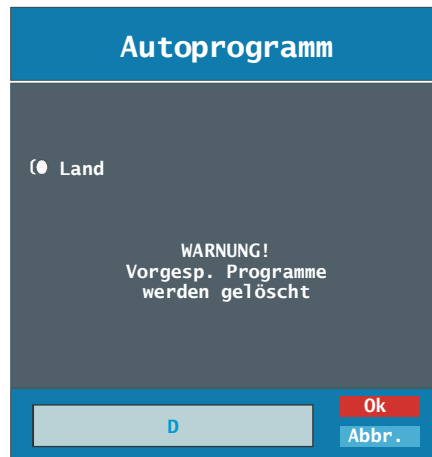 Autoprogramm
Land
WARNUNG!
Vorgesp. Programme
werden gelöscht
D
Ok
Abbr.